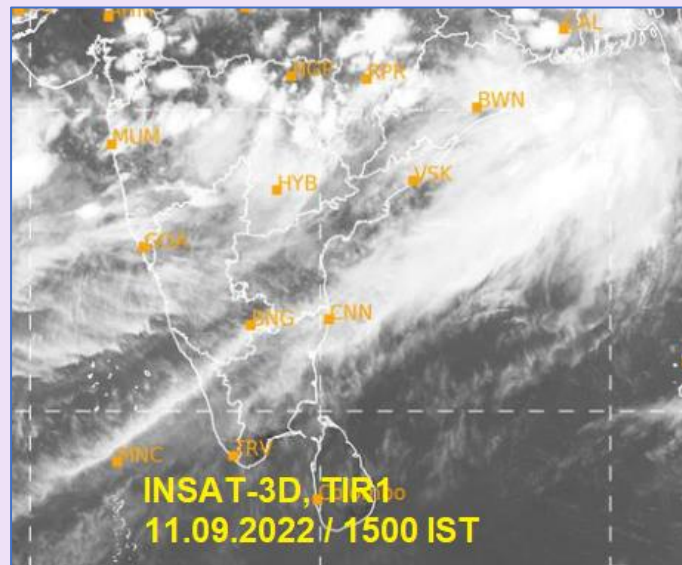 CAL
NGP
RPR
BWN
MUM
HYB
VSK
GOA
BNG
CNN
MNC
TRV
INSAT-3D, TIR1
11.09.2022 / 1500 IST